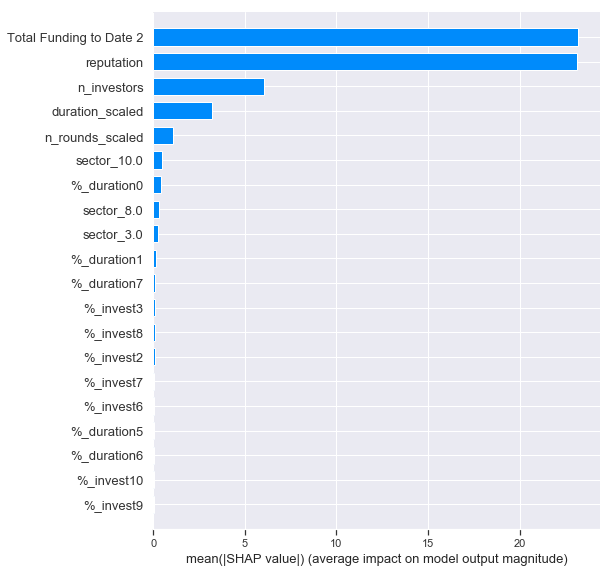 Total Funding to Date 2
reputation
n_investors
duration_scaled
n_rounds_scaled
sector_10.0
%_duration0
sector_8.0
sector_3.0
%_duration1
%_duration7
%_invest3
%_invest8
%_invest2
%_invest7
%_invest6
%_duration5
%_duration6
%_invest10
%_invest9
0 5 10 15 20
mean(|SHAP value|) (average impact on model output magnitude)